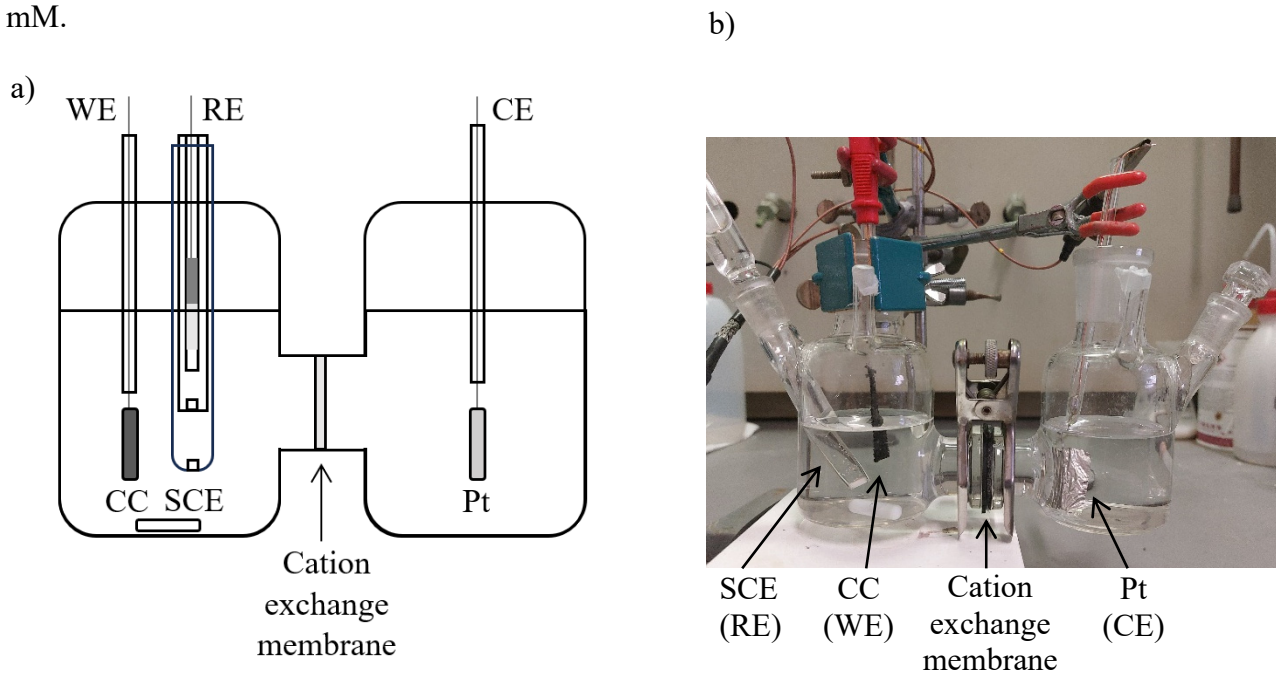 mM.
a)
WE
RE
CE
CC
SCE
Pt
Cation
exchange
membrane
b)
SCE
(RE)
CC
(WE)
Cation
exchange
membrane
Pt
(CE)